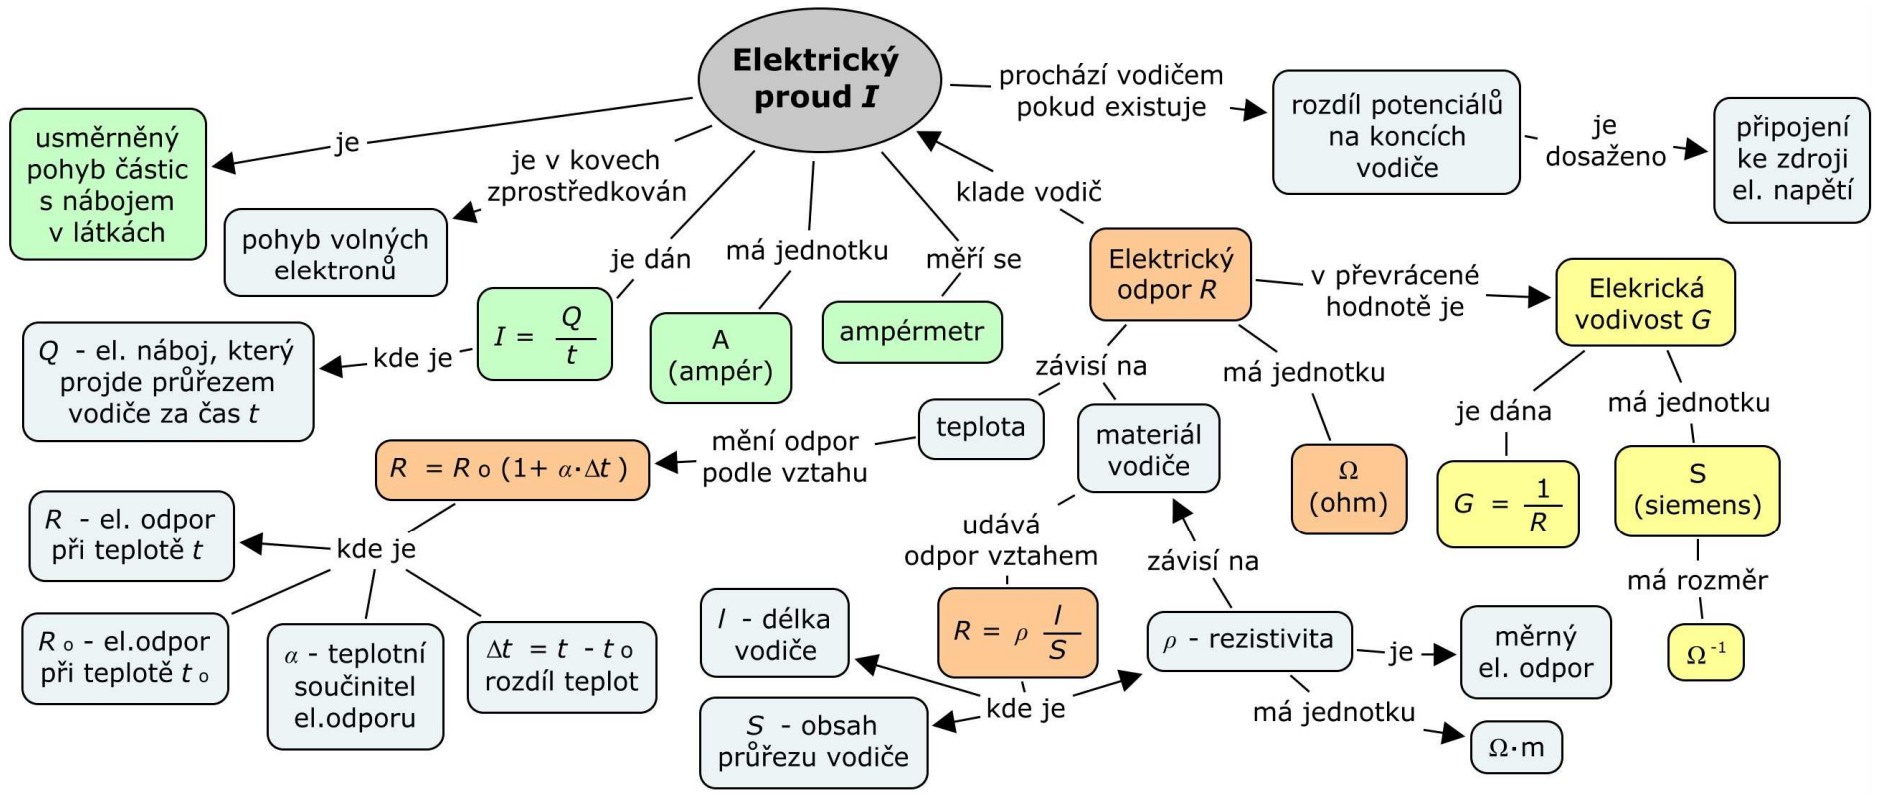 Elektrický
proud I
prochází vodičem
pokud existuje
rozdíl potenciálů
na koncích
vodiče
je
dosaženo
připojení
ke zdroji
el. napětí
je
usměrněný
pohyb částic
s nábojem
v látkách
je v kovech
zprostředkován
pohyb volných
elektronů
je dán
I = Q/t
kde je
Q - el. náboj, který
projde průřezem
vodiče za čas t
má jednotku
A
(ampér)
měří se
ampérmetr
klade vodič
Elektrický
odpor R
v převrácené
hodnotě je
Elekrická
vodivost G
je dána
G = 1/R
má jednotku
S
(siemens)
má rozměr
Ω⁻¹
má jednotku
Ω
(ohm)
závisí na
teplota
materiál
vodiče
mění odpor
podle vztahu
R = R₀ (1+ α·Δt )
kde je
R - el. odpor
při teplotě t
R₀ - el.odpor
při teplotě t₀
α - teplotní
součinitel
el.odporu
Δt = t - t₀
rozdíl teplot
udává
odpor vztahem
R = ρ l/S
kde je
l - délka
vodiče
S - obsah
průřezu vodiče
závisí na
ρ - rezistivita
je
měrný
el. odpor
má jednotku
Ω·m